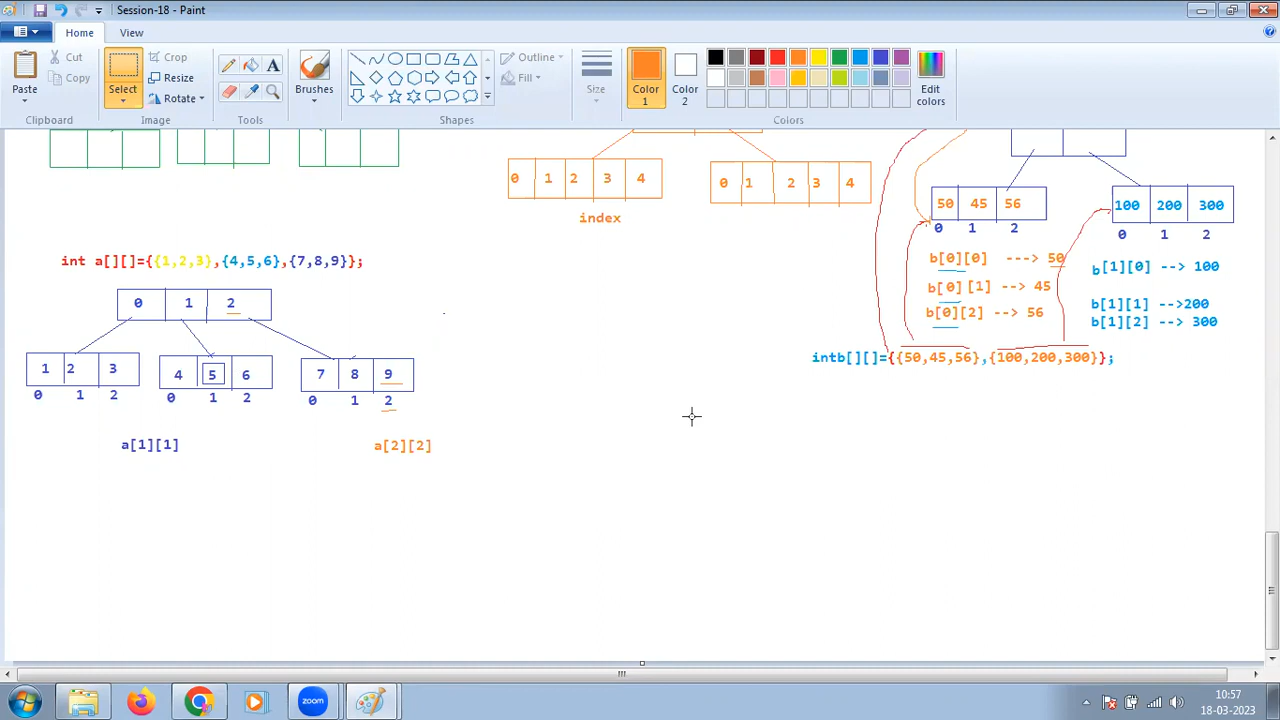 Session-18 - Paint
Home View
Paste
Cut
Copy
Clipboard
Select
Crop
Resize
Rotate
Image
Tools
Brushes
Shapes
Outline
Fill
Size
Color 1
Color 2
Colors
Edit colors
0 1 2 3 4
index
0 1 2 3 4
50 45 56
0 1 2
100 200 300
0 1 2
b[0][0] ---> 50
b[0][1] --> 45
b[0][2] --> 56
b[1][0] --> 100
b[1][1] -->200
b[1][2] --> 300
intb[][]={{50,45,56},{100,200,300}};
int a[][]={{1,2,3},{4,5,6},{7,8,9}};
0 1 2
1 2 3
0 1 2
4 5 6
0 1 2
7 8 9
0 1 2
a[1][1]
a[2][2]
zoom
10:57
18-03-2023